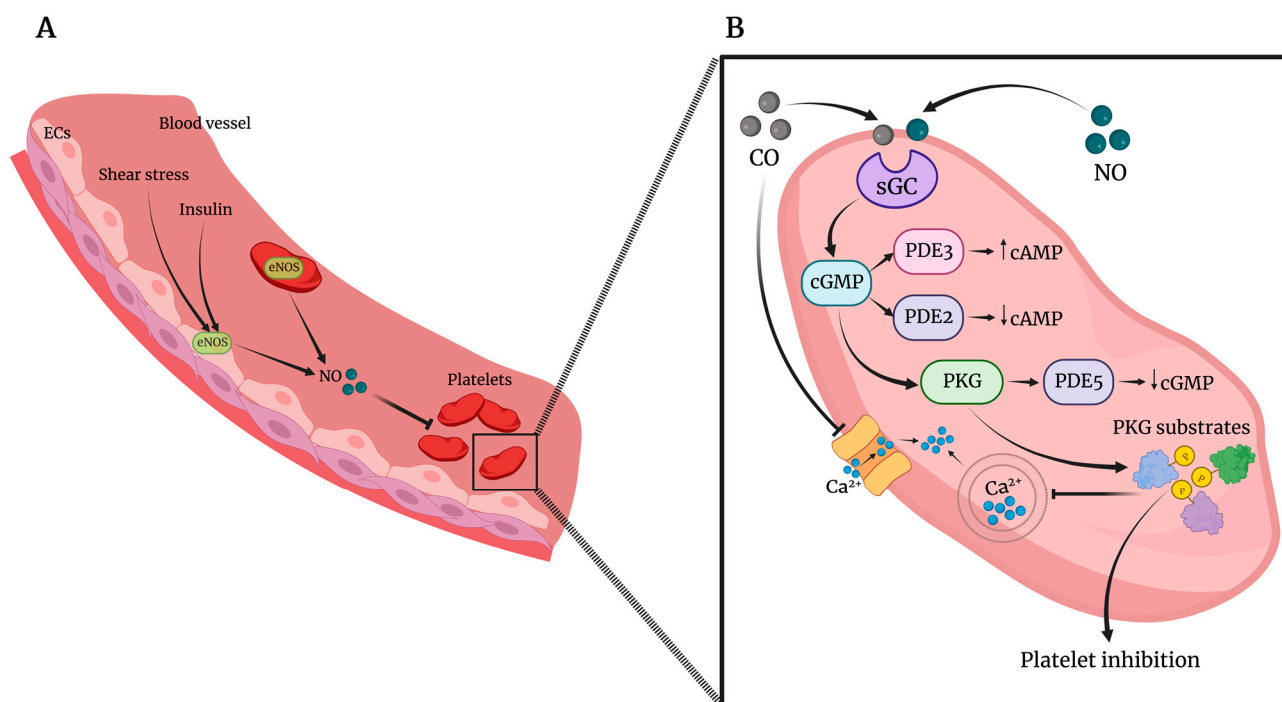 A
ECs
Blood vessel
Shear stress
Insulin
eNOS
eNOS
NO
Platelets
B
CO
NO
sGC
cGMP
PDE3
↑cAMP
PDE2
↓cAMP
PKG
PDE5
↓cGMP
PKG substrates
P
P
P
Ca²⁺
Ca²⁺
Platelet inhibition